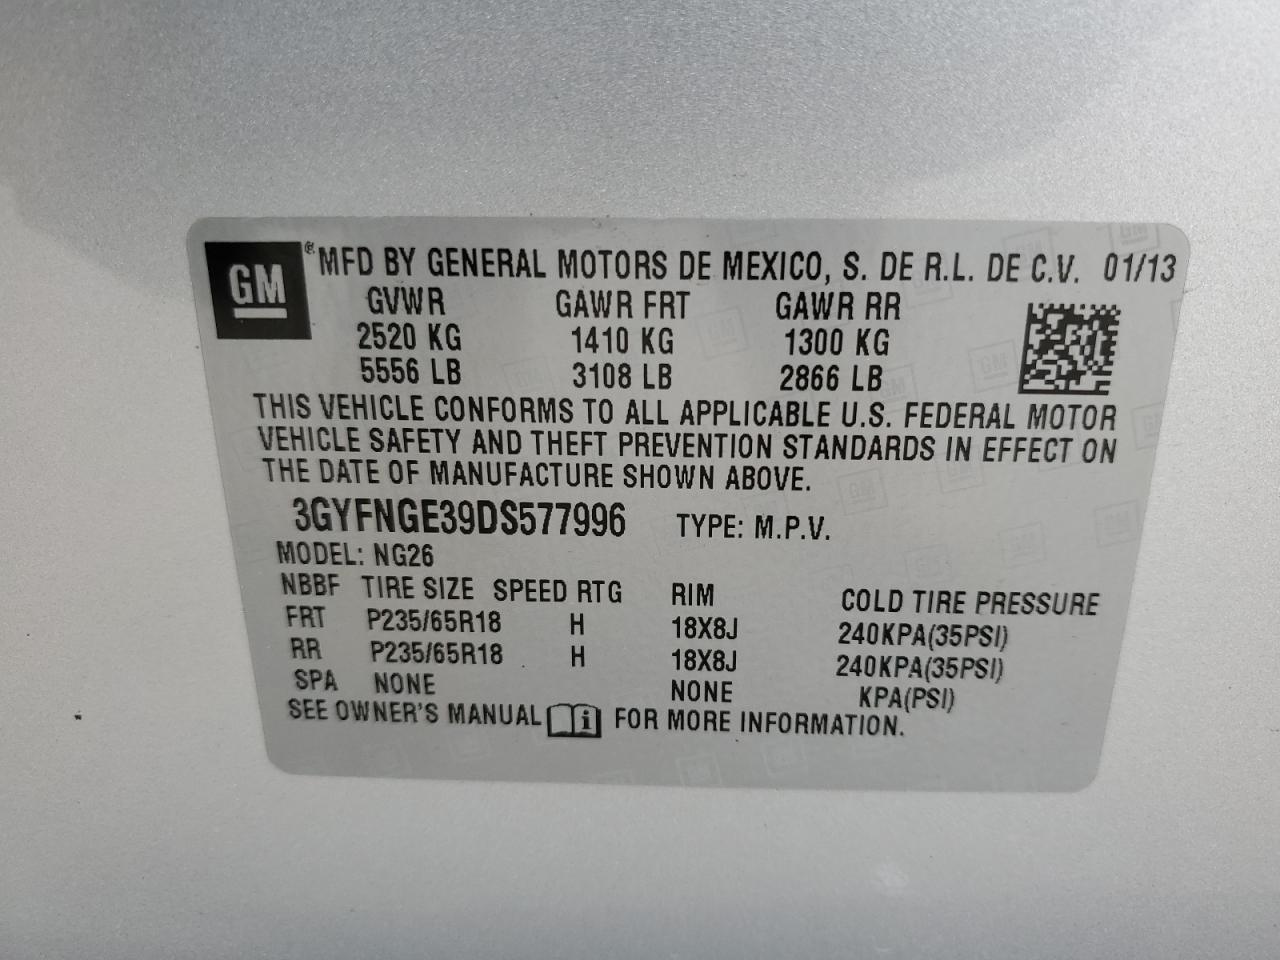 GM ® MFD BY GENERAL MOTORS DE MEXICO, S. DE R.L. DE C.V. 01/13
GVWR GAWR FRT GAWR RR
2520 KG 1410 KG 1300 KG
5556 LB 3108 LB 2866 LB
THIS VEHICLE CONFORMS TO ALL APPLICABLE U.S. FEDERAL MOTOR
VEHICLE SAFETY AND THEFT PREVENTION STANDARDS IN EFFECT ON
THE DATE OF MANUFACTURE SHOWN ABOVE.
3GYFNGE39DS577996 TYPE: M.P.V.
MODEL: NG26
NBBF TIRE SIZE SPEED RTG RIM COLD TIRE PRESSURE
FRT P235/65R18 H 18X8J 240KPA(35PSI)
RR P235/65R18 H 18X8J 240KPA(35PSI)
SPA NONE NONE KPA(PSI)
SEE OWNER'S MANUAL i FOR MORE INFORMATION.